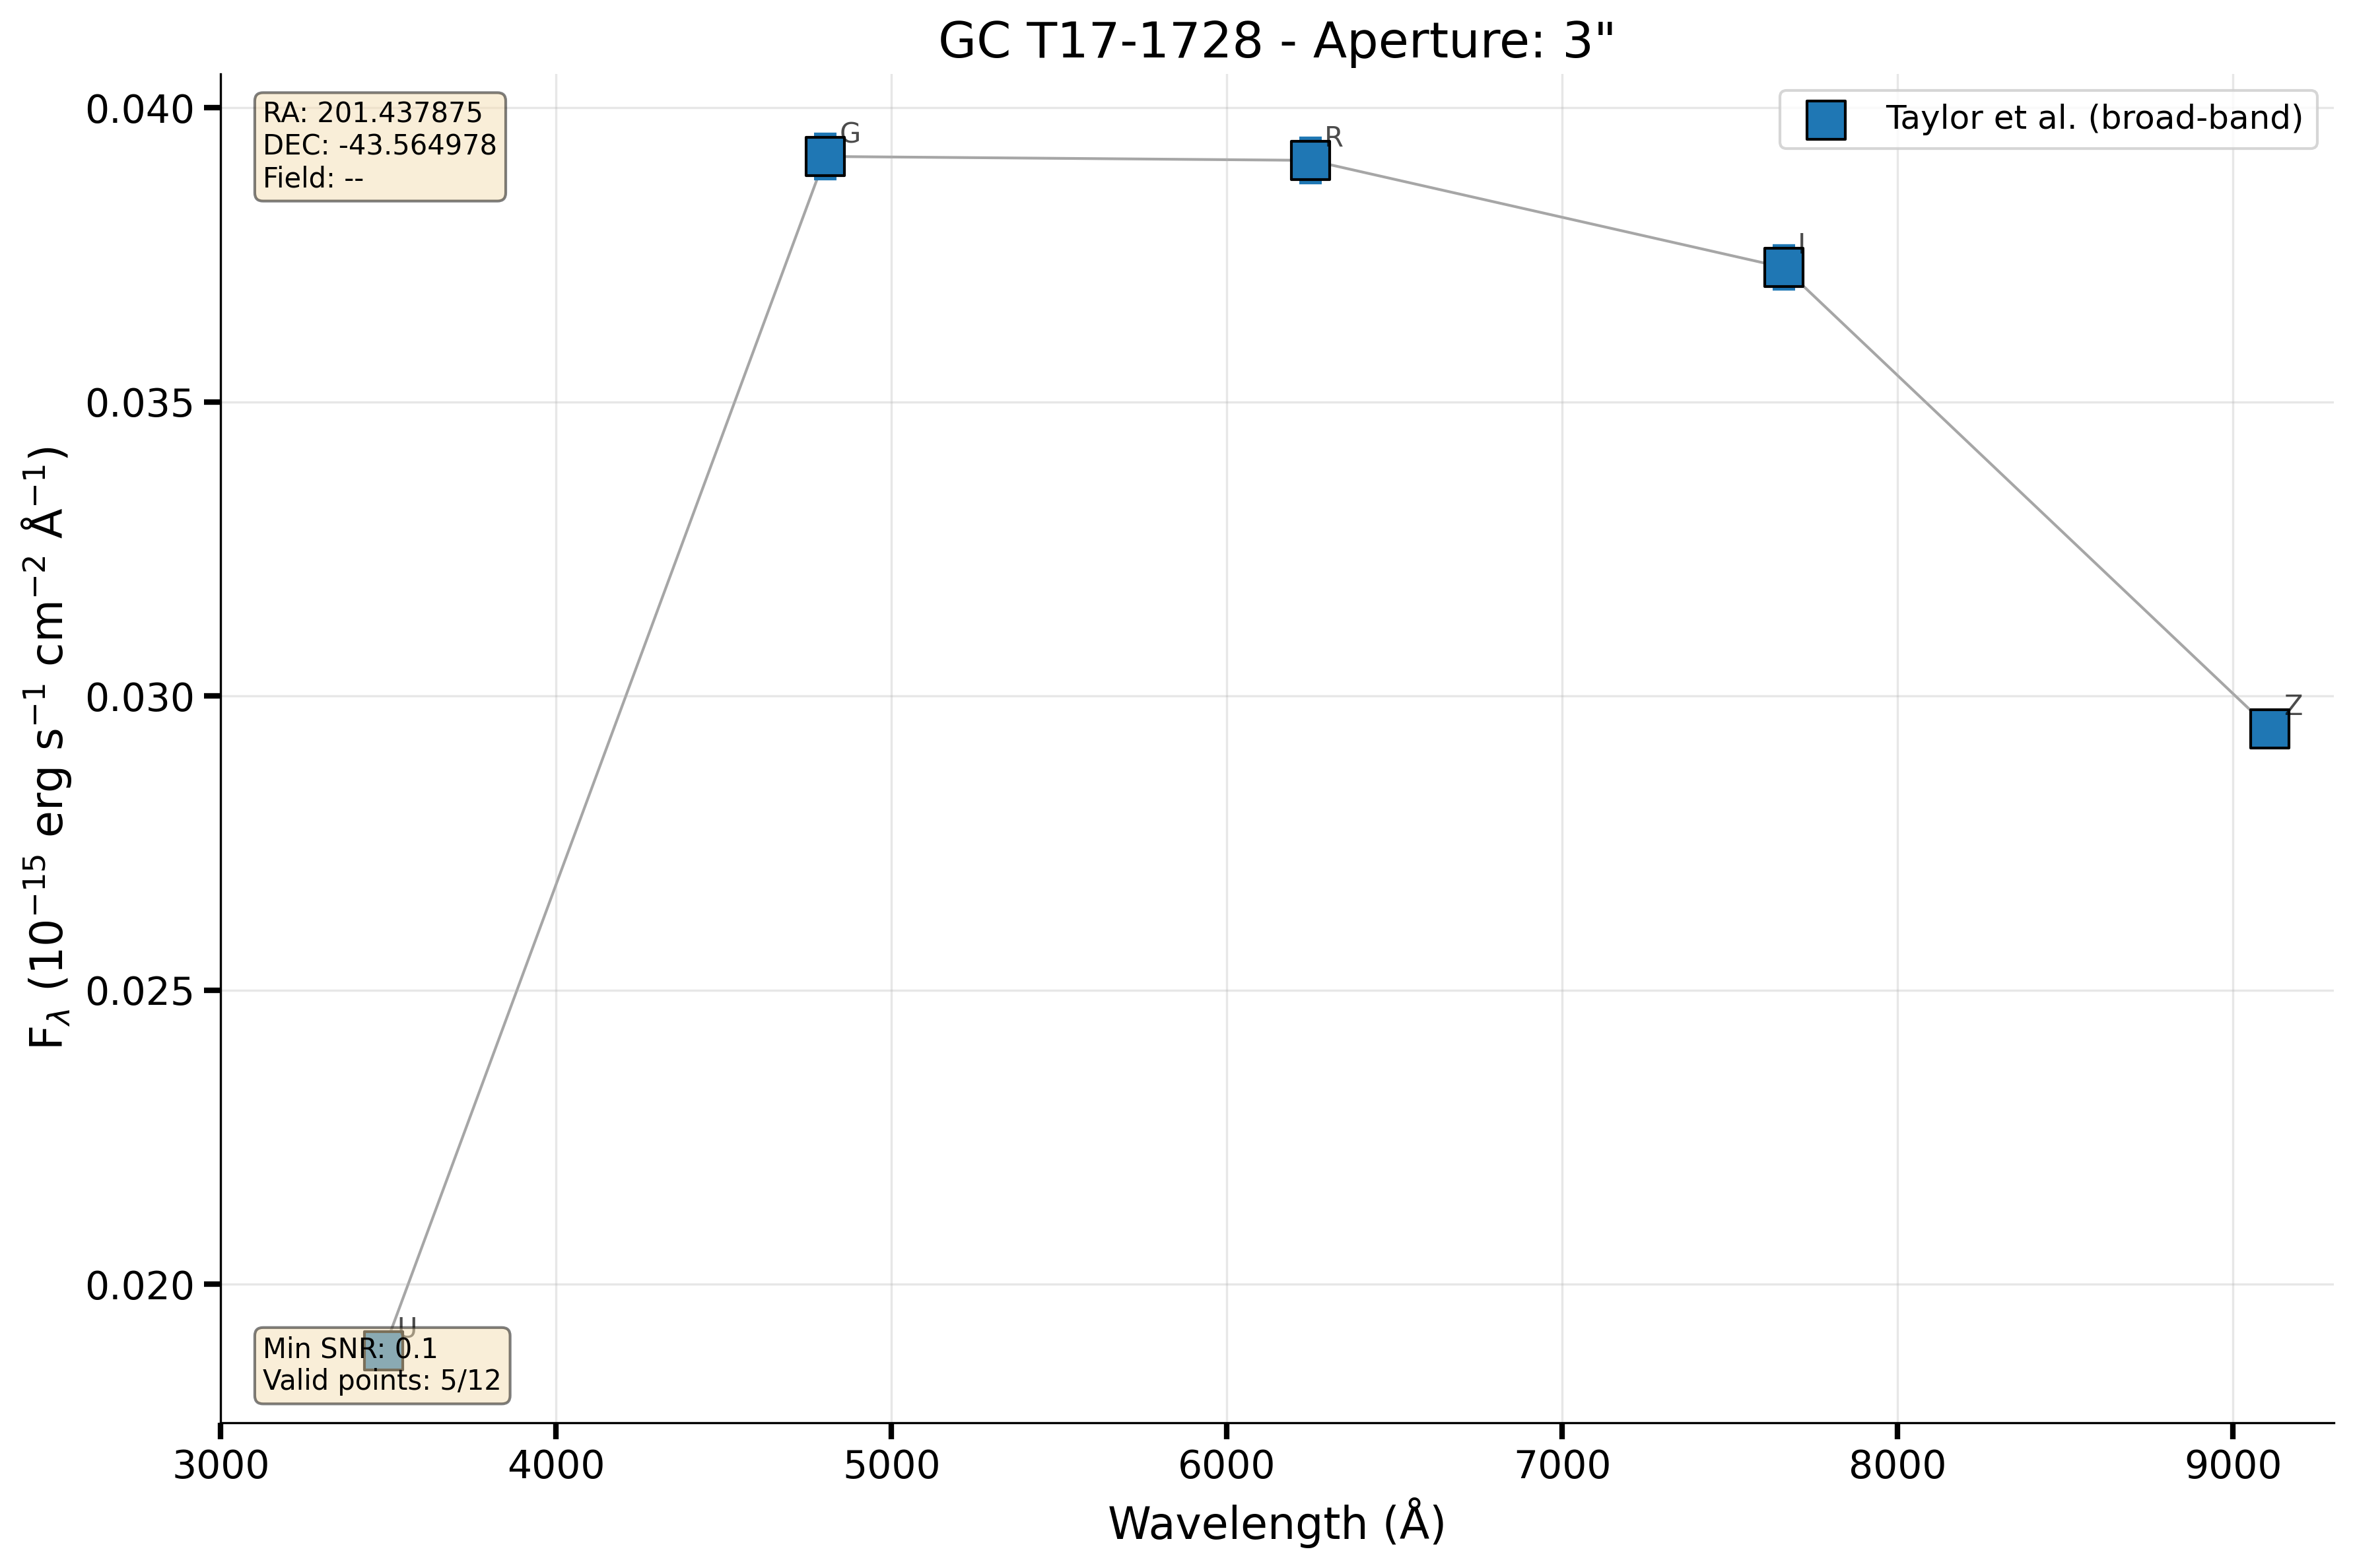 GC T17-1728 - Aperture: 3"
RA: 201.437875
DEC: -43.564978
Field: --
Taylor et al. (broad-band)
G
R
I
Z
U
Min SNR: 0.1
Valid points: 5/12
0.040
0.035
0.030
0.025
0.020
F_λ (10⁻¹⁵ erg s⁻¹ cm⁻² Å⁻¹)
3000 4000 5000 6000 7000 8000 9000
Wavelength (Å)